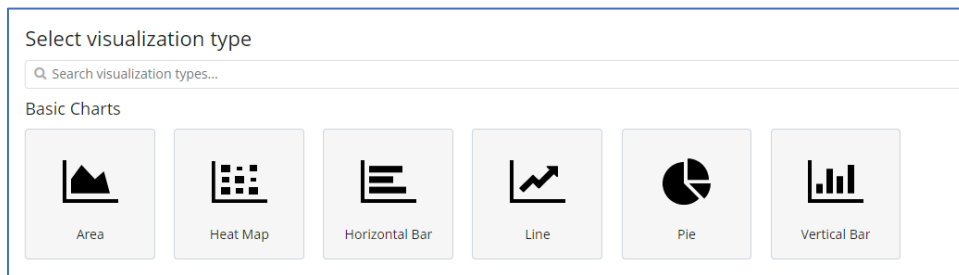 Select visualization type
Search visualization types...
Basic Charts
Area Heat Map Horizontal Bar Line Pie Vertical Bar